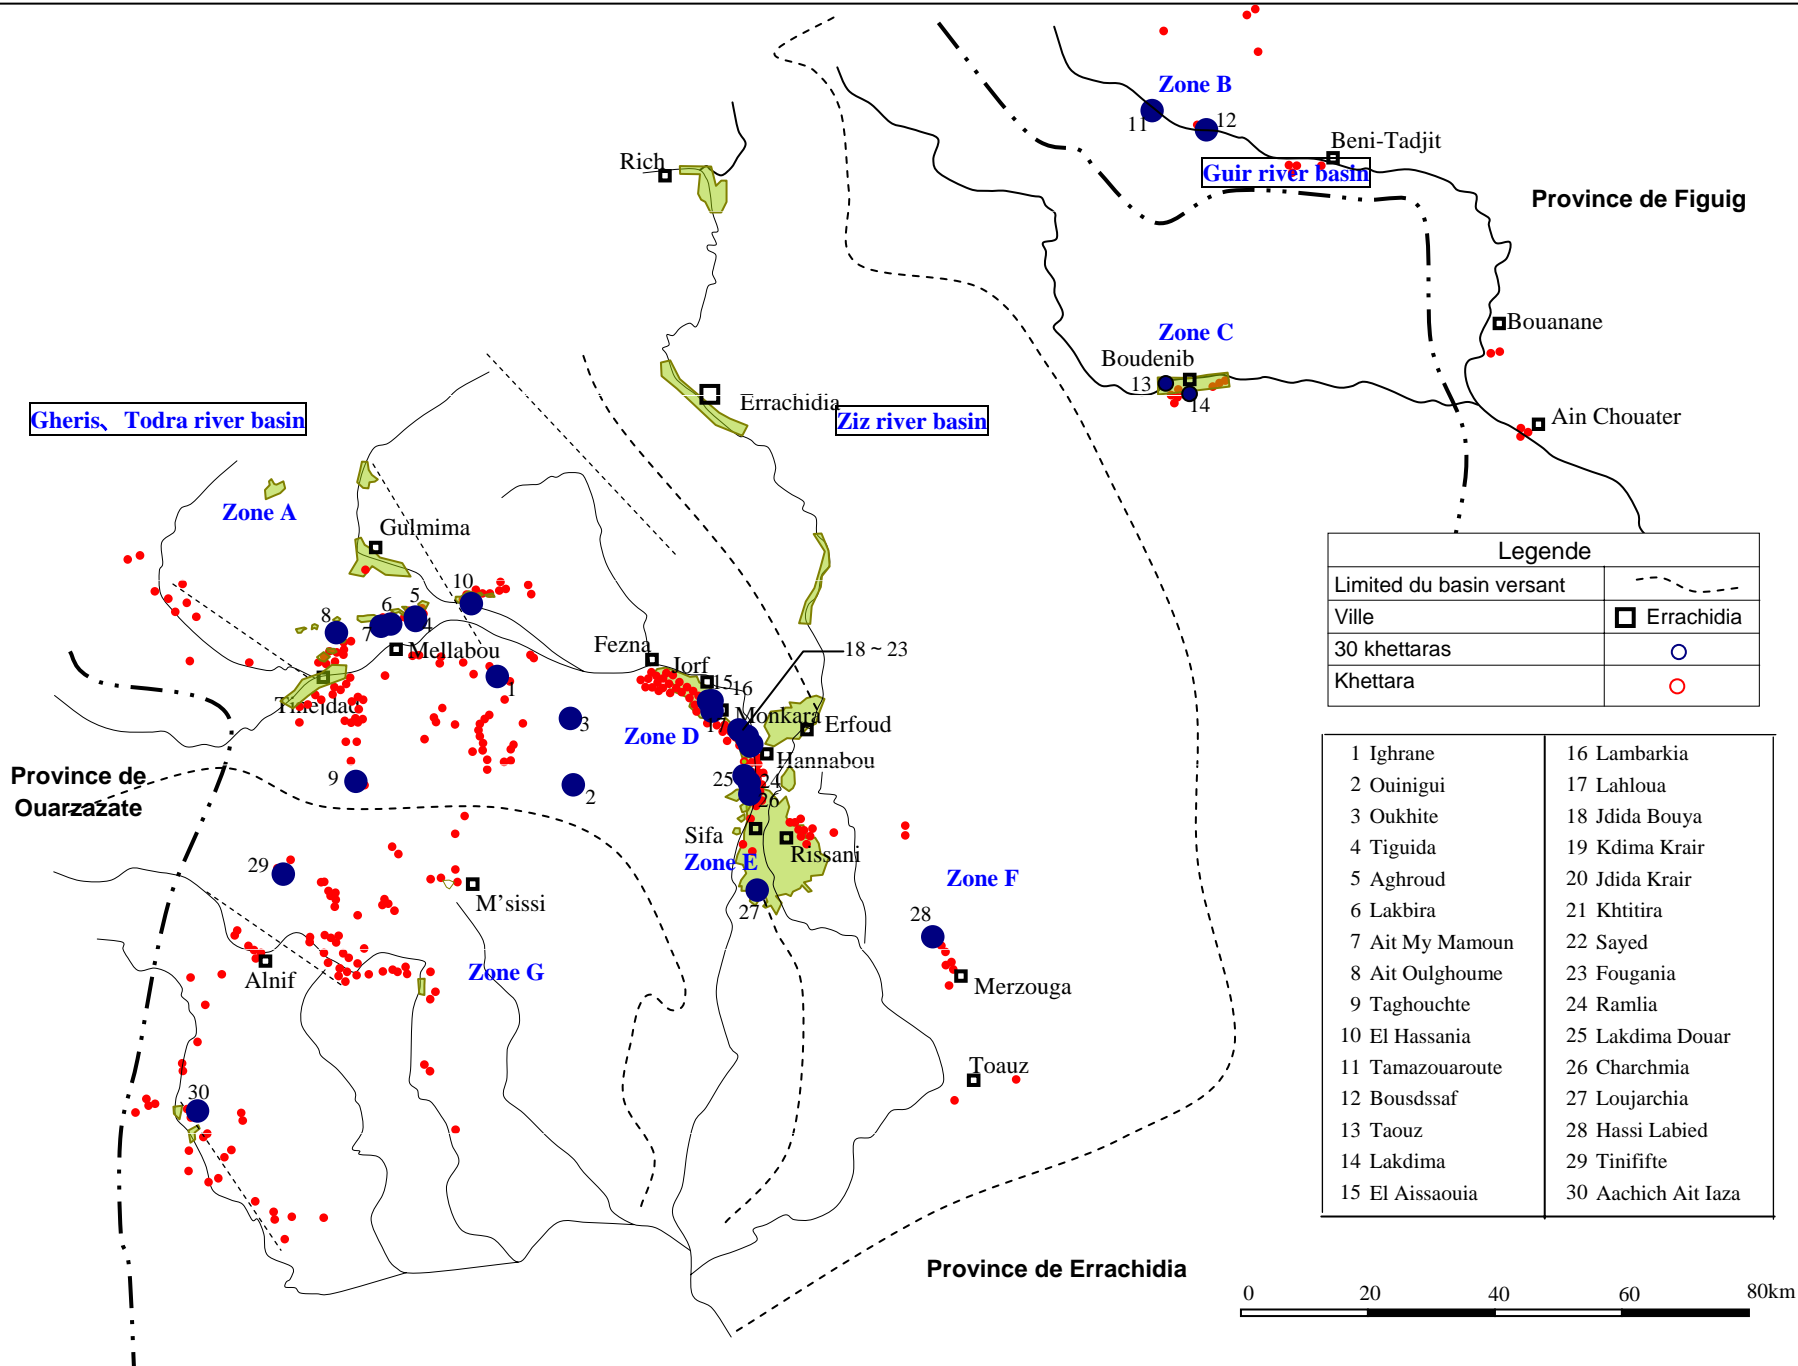 Zone B
11
12
Beni-Tadjit
Rich
Guir river basin
Province de Figuig
Bouanane
Zone C
Boudenib
13
14
Errachidia
Gheris、Todra river basin
Ziz river basin
Ain Chouater
Zone A
Gulmima
10
5
6
4
7
8
Mellabou
Fezna
Jorf
18 ~ 23
15
16
17
1
Tinejdad
3
Monkara
Erfoud
Zone D
Hannabou
Province de
Ouarzazate
9
2
25
24
26
Sifa
Rissani
Zone E
29
M'sissi
27
Zone F
28
Alnif
Zone G
Merzouga
Toauz
30
Province de Errachidia
Legende
Limited du basin versant
Ville
Errachidia
30 khettaras
Khettara
1 Ighrane
2 Ouinigui
3 Oukhite
4 Tiguida
5 Aghroud
6 Lakbira
7 Ait My Mamoun
8 Ait Oulghoume
9 Taghouchte
10 El Hassania
11 Tamazouaroute
12 Bousdssaf
13 Taouz
14 Lakdima
15 El Aissaouia
16 Lambarkia
17 Lahloua
18 Jdida Bouya
19 Kdima Krair
20 Jdida Krair
21 Khtitira
22 Sayed
23 Fougania
24 Ramlia
25 Lakdima Douar
26 Charchmia
27 Loujarchia
28 Hassi Labied
29 Tinififte
30 Aachich Ait Iaza
0 20 40 60 80km